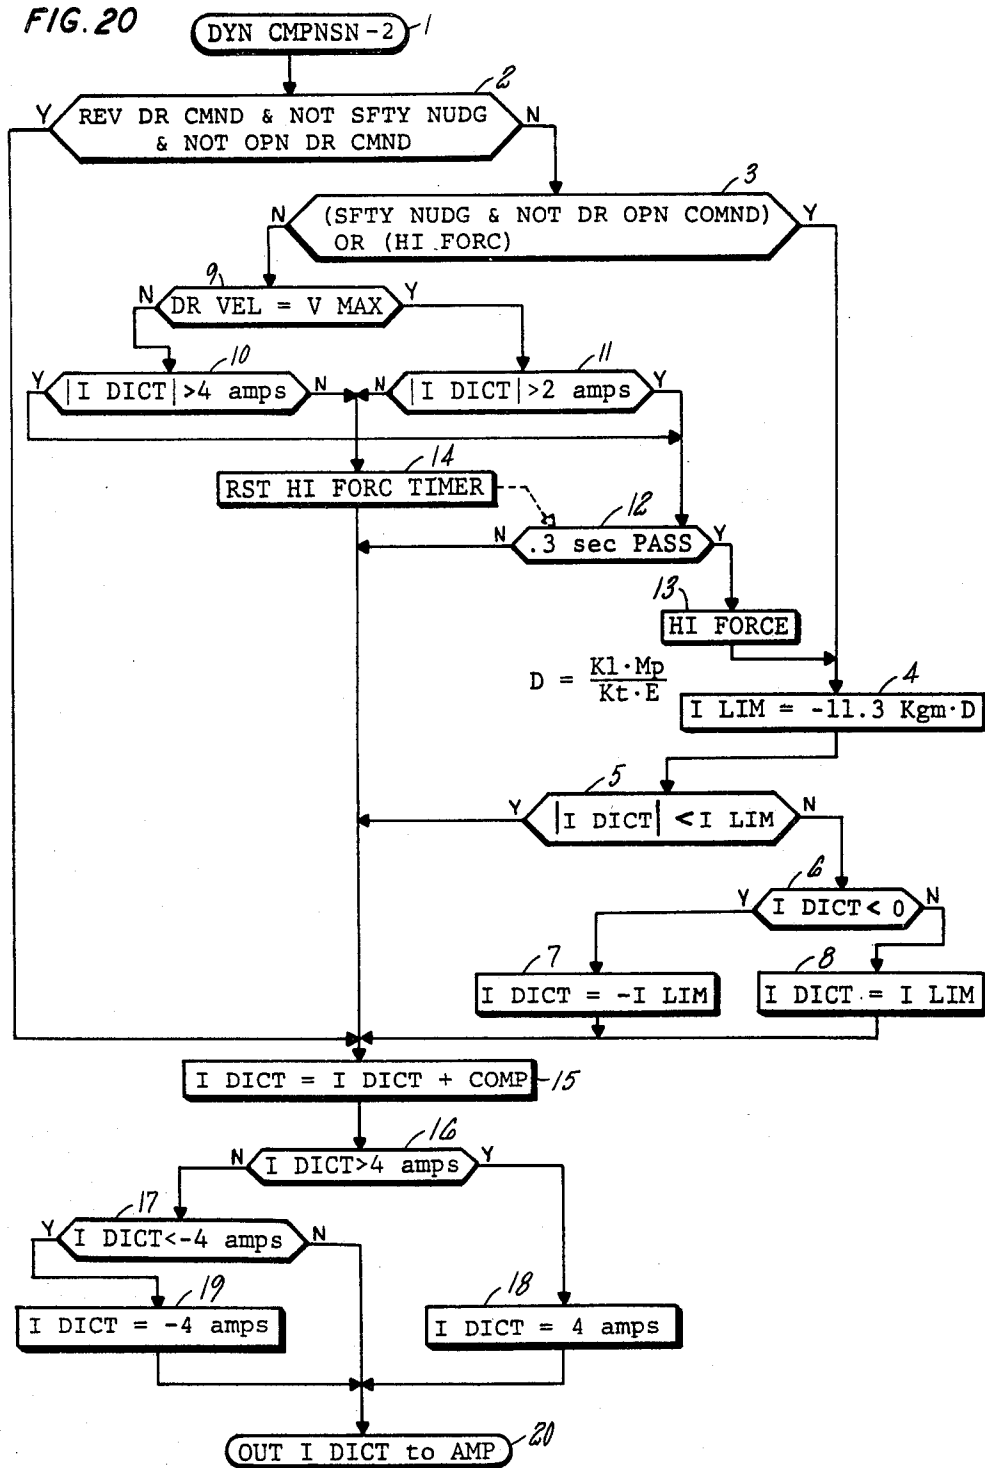 FIG. 20
DYN CMPNSN-2
1
2
Y
REV DR CMND & NOT SFTY NUDG
& NOT OPN DR CMND
N
3
N
(SFTY NUDG & NOT DR OPN COMND)
OR (HI FORC)
Y
9
N
DR VEL = V MAX
Y
10
Y
|I DICT|>4 amps
N
11
N
|I DICT|>2 amps
Y
14
RST HI FORC TIMER
12
N
.3 sec PASS
Y
13
HI FORCE
D = Kl·Mp
Kt·E
4
I LIM = -11.3 Kgm·D
5
Y
|I DICT| < I LIM
N
6
Y
I DICT < 0
N
7
I DICT = -I LIM
8
I DICT = I LIM
I DICT = I DICT + COMP
15
16
N
I DICT>4 amps
Y
17
Y
I DICT<-4 amps
N
19
I DICT = -4 amps
18
I DICT = 4 amps
OUT I DICT to AMP
20